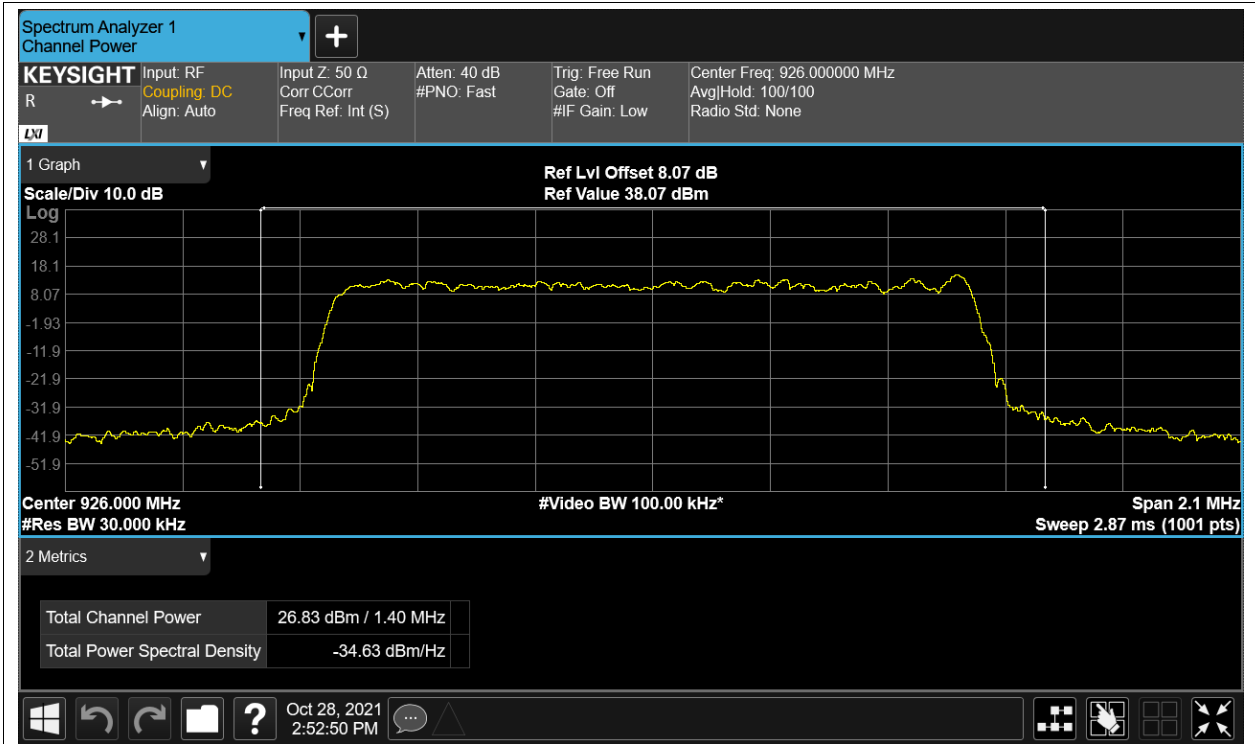 Spectrum Analyzer 1
Channel Power
KEYSIGHT
R
LXI
Input: RF
Coupling: DC
Align: Auto
Input Z: 50 Ω
Corr CCorr
Freq Ref: Int (S)
Atten: 40 dB
#PNO: Fast
Trig: Free Run
Gate: Off
#IF Gain: Low
Center Freq: 926.000000 MHz
Avg|Hold: 100/100
Radio Std: None
1 Graph
Scale/Div 10.0 dB
Ref Lvl Offset 8.07 dB
Ref Value 38.07 dBm
Log
28.1
18.1
8.07
-1.93
-11.9
-21.9
-31.9
-41.9
-51.9
Center 926.000 MHz
#Res BW 30.000 kHz
#Video BW 100.00 kHz*
Span 2.1 MHz
Sweep 2.87 ms (1001 pts)
2 Metrics
Total Channel Power 26.83 dBm / 1.40 MHz
Total Power Spectral Density -34.63 dBm/Hz
?
Oct 28, 2021
2:52:50 PM